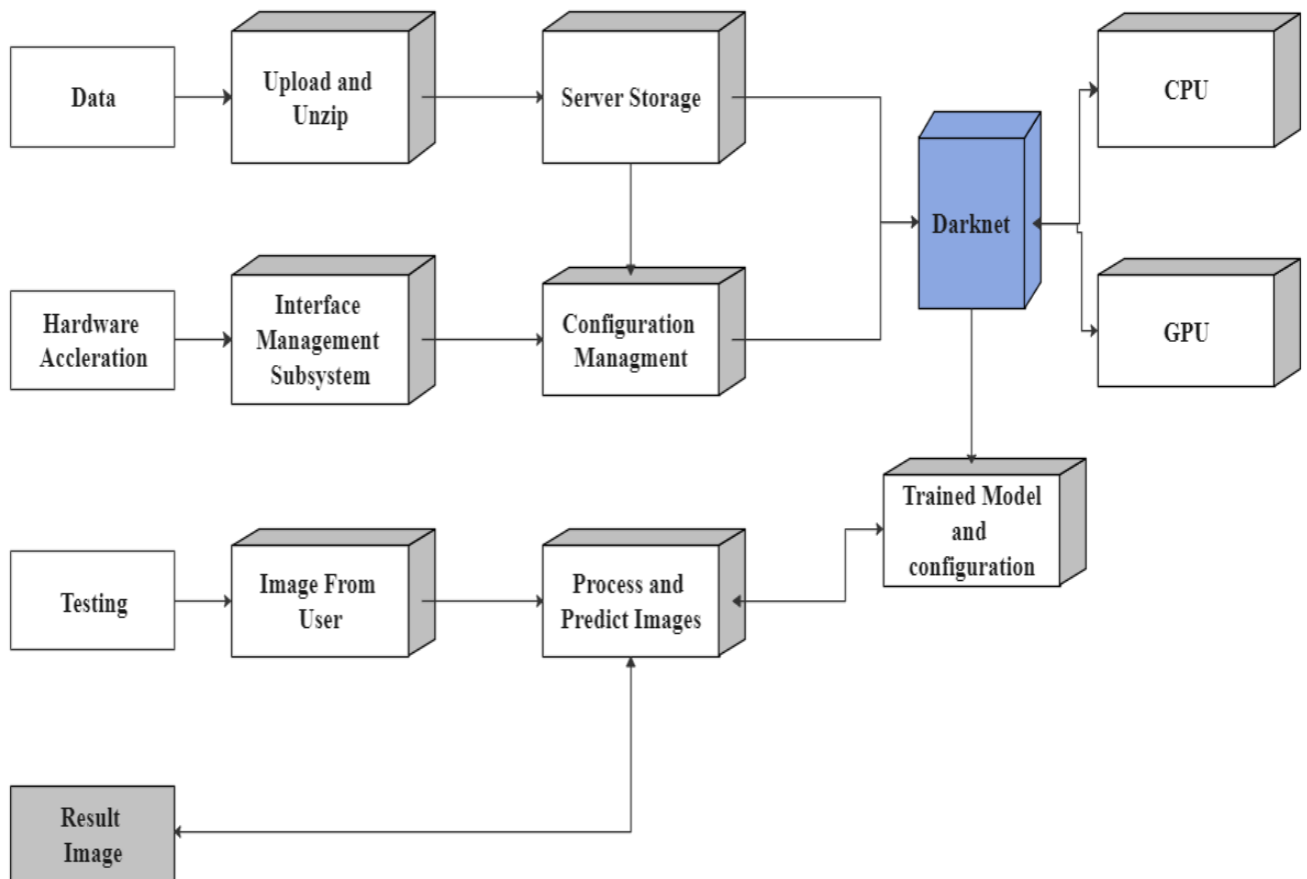 Data
Upload and
Unzip
Server Storage
CPU
Darknet
Hardware
Accleration
Interface
Management
Subsystem
Configuration
Managment
GPU
Trained Model
and
configuration
Testing
Image From
User
Process and
Predict Images
Result
Image